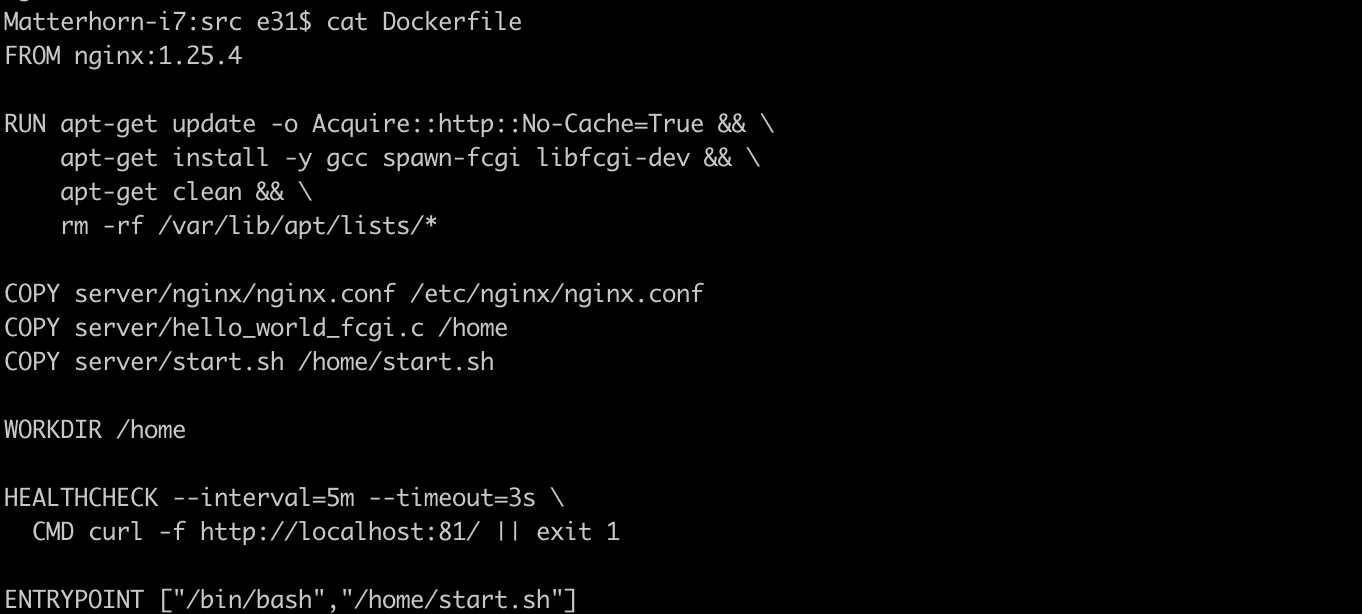 Matterhorn-i7:src e31$ cat Dockerfile
FROM nginx:1.25.4
RUN apt-get update -o Acquire::http::No-Cache=True && \
    apt-get install -y gcc spawn-fcgi libfcgi-dev && \
    apt-get clean && \
    rm -rf /var/lib/apt/lists/*
COPY server/nginx/nginx.conf /etc/nginx/nginx.conf
COPY server/hello_world_fcgi.c /home
COPY server/start.sh /home/start.sh
WORKDIR /home
HEALTHCHECK --interval=5m --timeout=3s \
  CMD curl -f http://localhost:81/ || exit 1
ENTRYPOINT ["/bin/bash","/home/start.sh"]